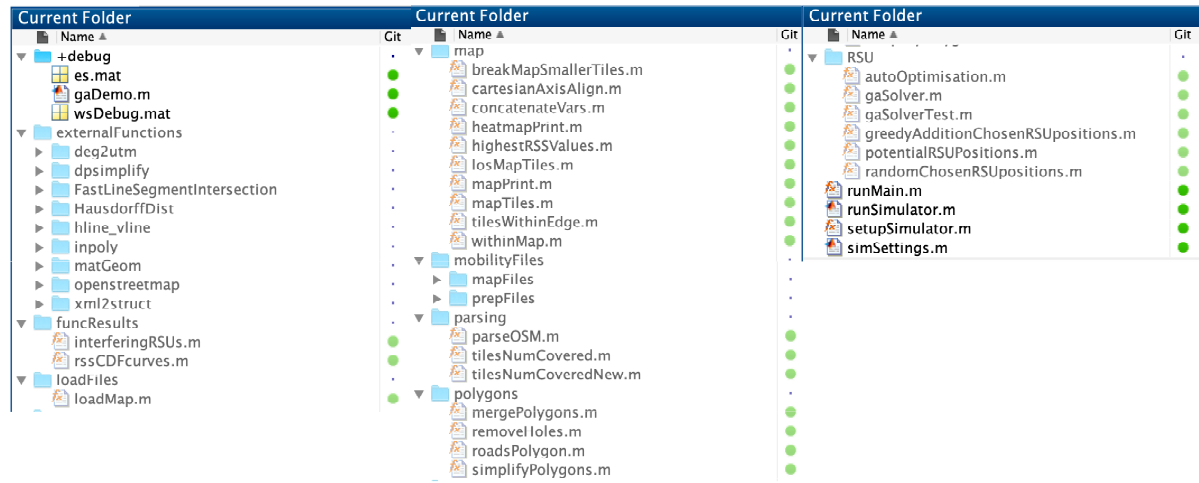 Current Folder
Name Git
+debug
es.mat
gaDemo.m
wsDebug.mat
externalFunctions
deg2utm
dpsimplify
FastLineSegmentIntersection
HausdorffDist
hline_vline
inpoly
matGeom
openstreetmap
xml2struct
funcResults
interferingRSUs.m
rssCDFcurves.m
loadFiles
loadMap.m
Current Folder
Name Git
map
breakMapSmallerTiles.m
cartesianAxisAlign.m
concatenateVars.m
heatmapPrint.m
highestRSSValues.m
losMapTiles.m
mapPrint.m
mapTiles.m
tilesWithinEdge.m
withinMap.m
mobilityFiles
mapFiles
prepFiles
parsing
parseOSM.m
tilesNumCovered.m
tilesNumCoveredNew.m
polygons
mergePolygons.m
removeHoles.m
roadsPolygon.m
simplifyPolygons.m
Current Folder
Name Git
RSU
autoOptimisation.m
gaSolver.m
gaSolverTest.m
greedyAdditionChosenRSUpositions.m
potentialRSUPositions.m
randomChosenRSUpositions.m
runMain.m
runSimulator.m
setupSimulator.m
simSettings.m